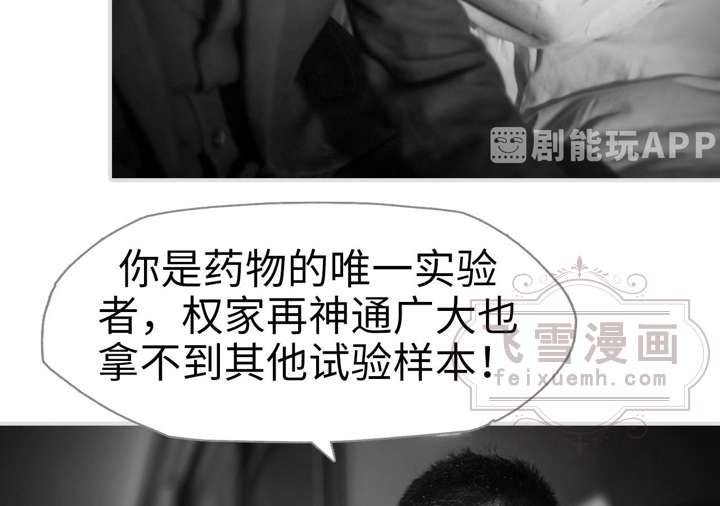 剧能玩APP
你是药物的唯一实验
者，权家再神通广大也
拿不到其他试验样本！
飞雪漫画
feixuemh.com